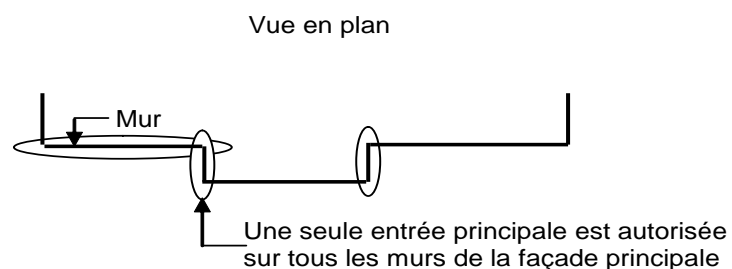 Vue en plan
Mur
Une seule entrée principale est autorisée
sur tous les murs de la façade principale